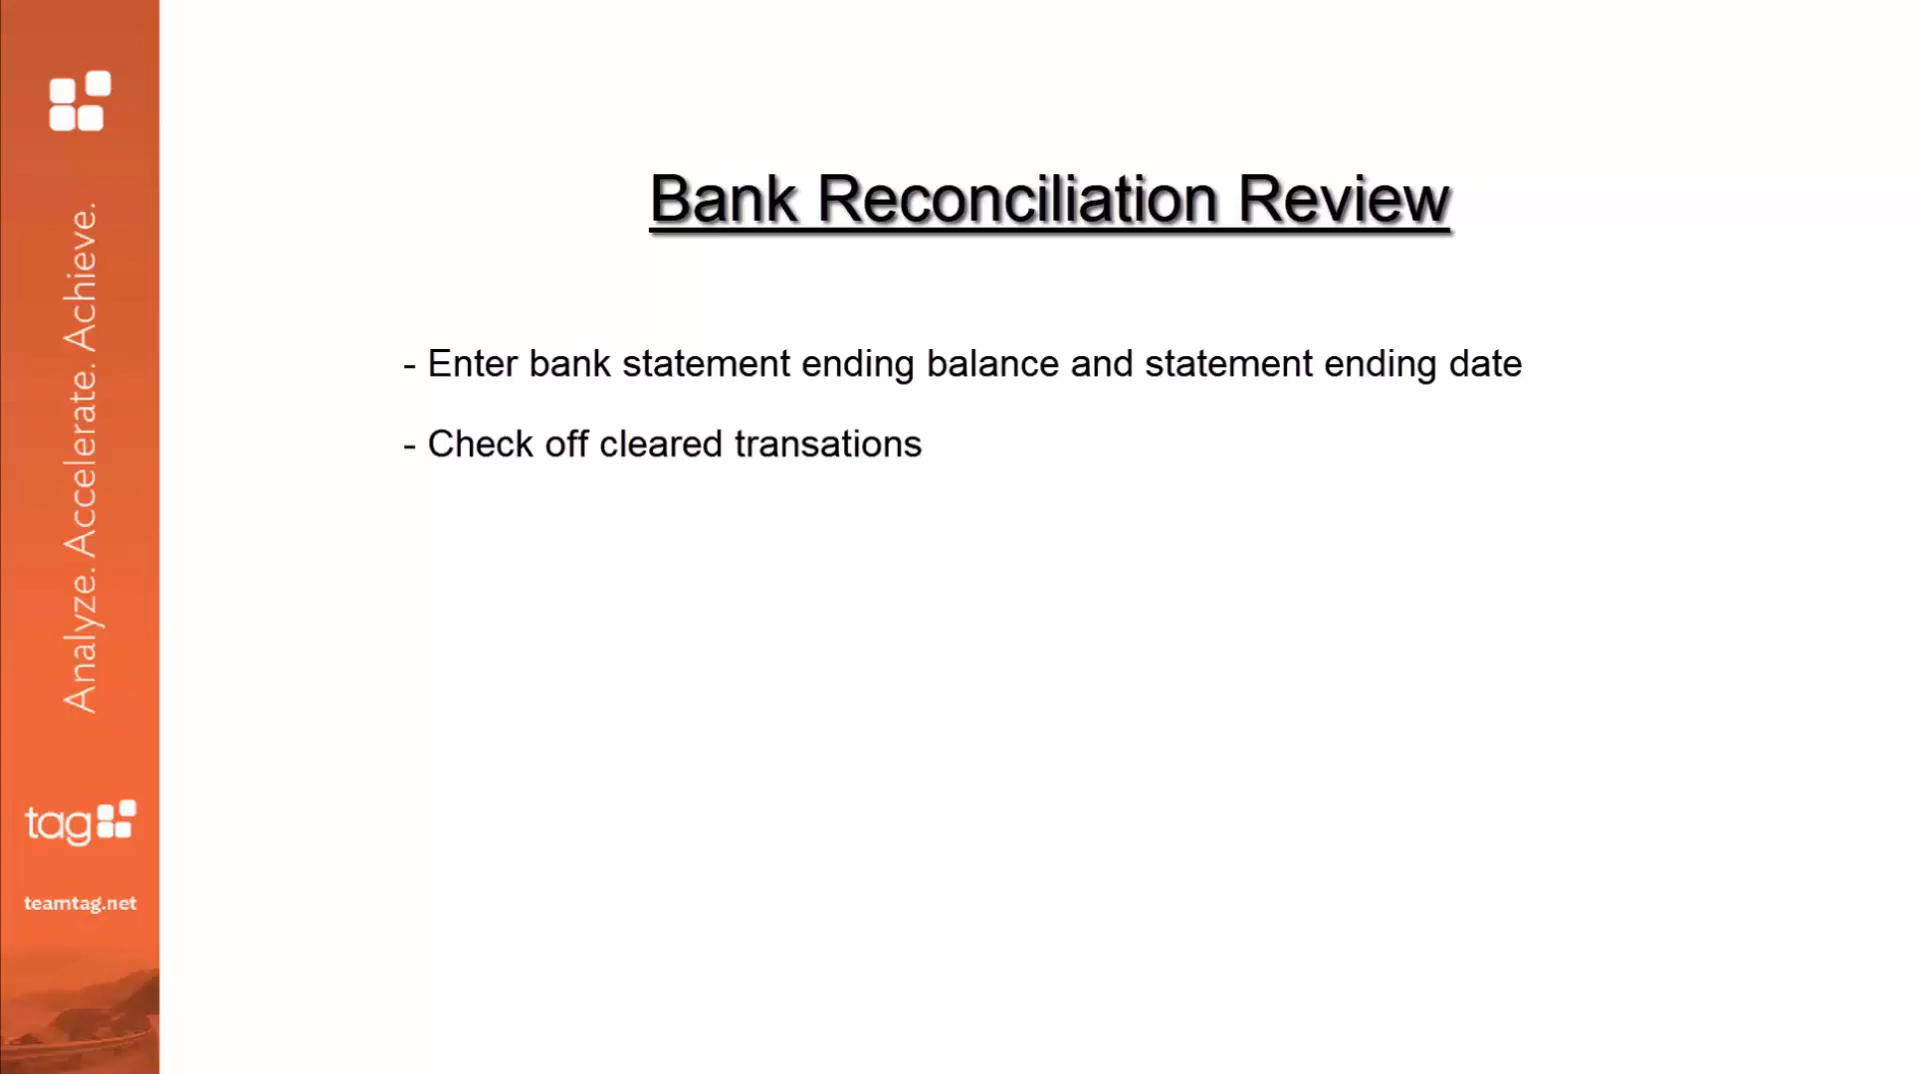 Analyze. Accelerate. Achieve.
tag
teamtag.net
Bank Reconciliation Review
- Enter bank statement ending balance and statement ending date
- Check off cleared transations